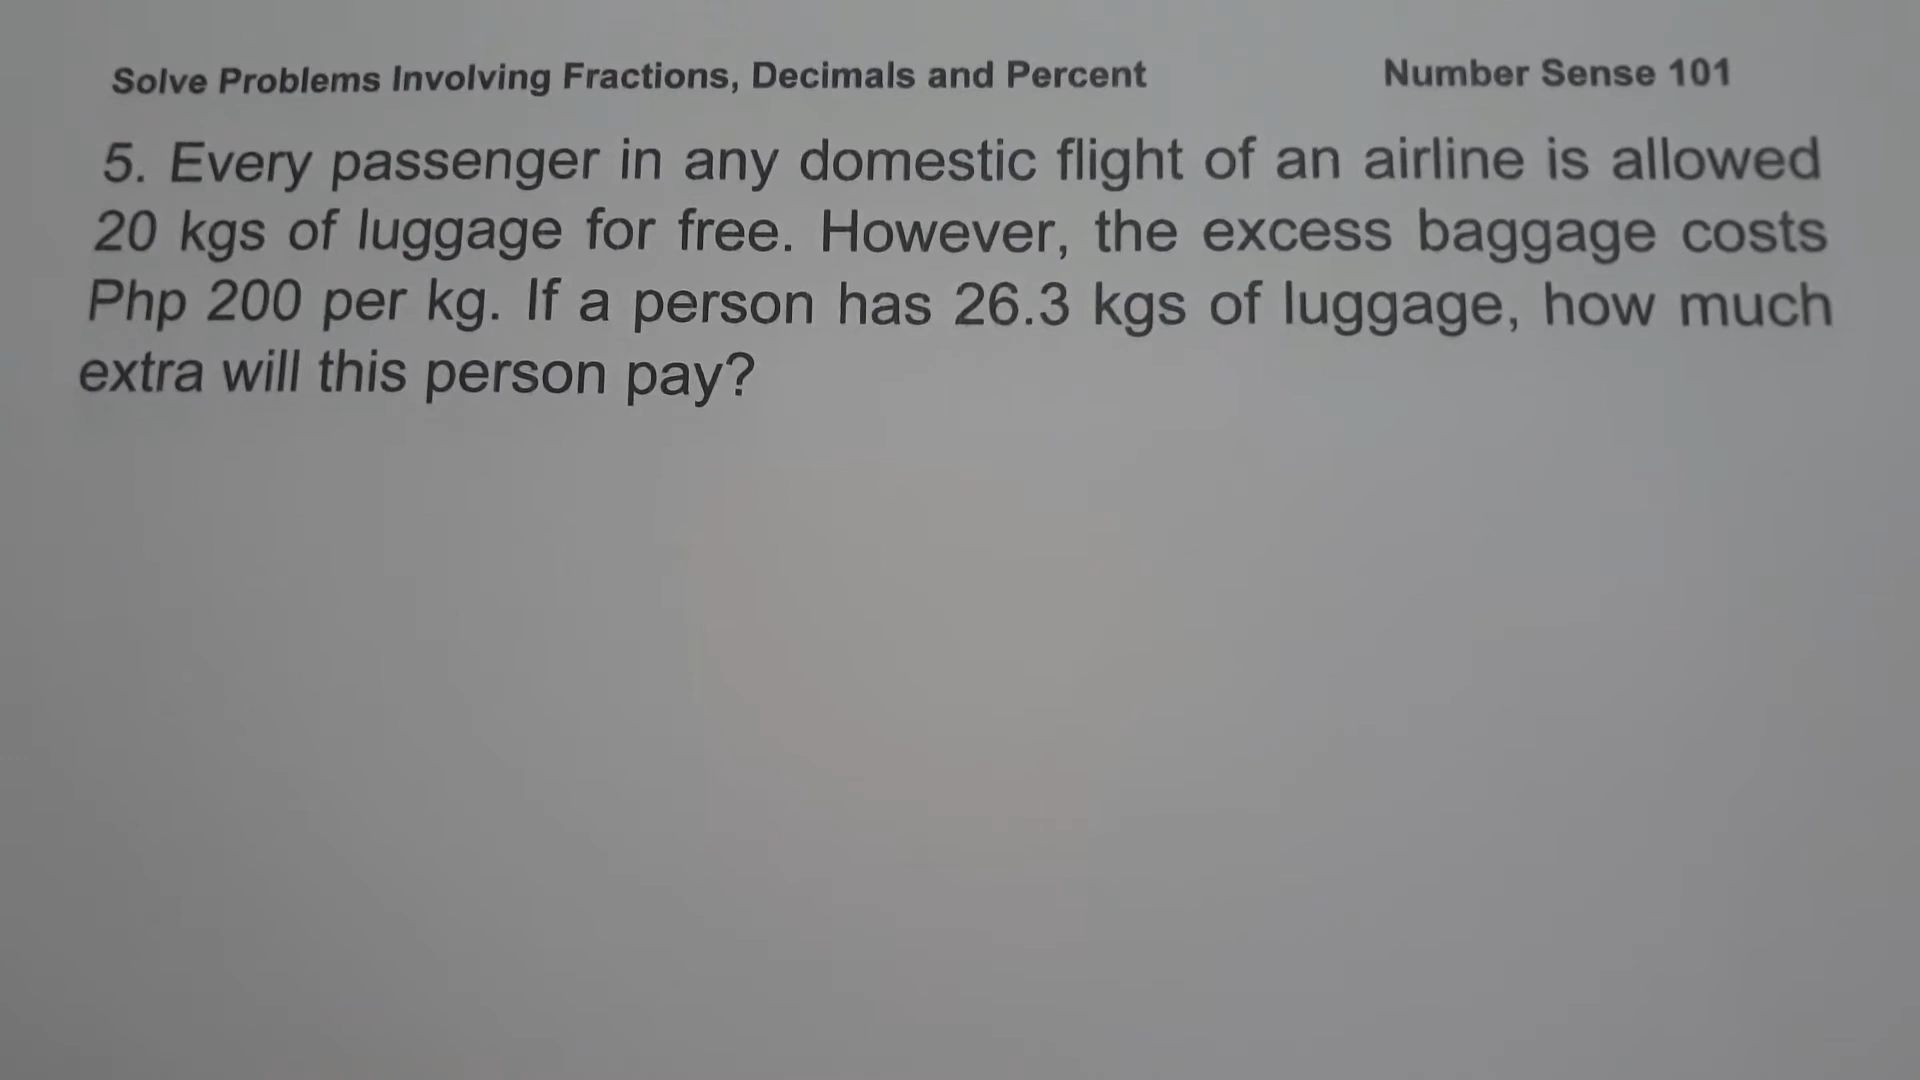 Solve Problems Involving Fractions, Decimals and Percent Number Sense 101
5. Every passenger in any domestic flight of an airline is allowed
20 kgs of luggage for free. However, the excess baggage costs
Php 200 per kg. If a person has 26.3 kgs of luggage, how much
extra will this person pay?